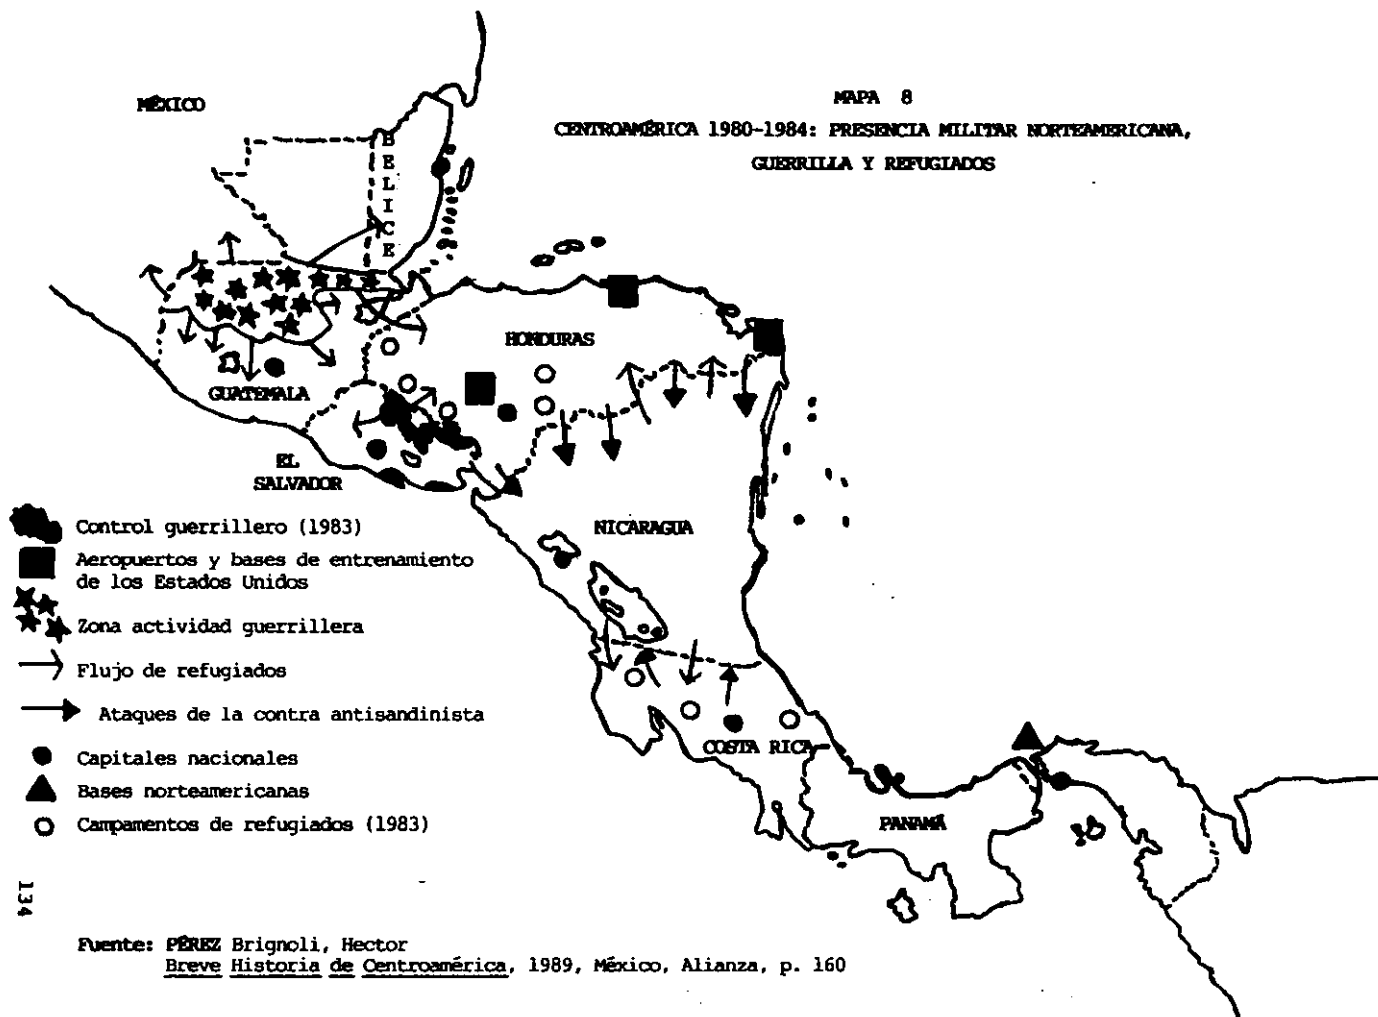 MAPA 8
CENTROAMÉRICA 1980-1984: PRESENCIA MILITAR NORTEAMERICANA,
GUERRILLA Y REFUGIADOS
MÉXICO
BELICE
HONDURAS
GUATEMALA
EL
SALVADOR
NICARAGUA
COSTA RICA
PANAMÁ
Control guerrillero (1983)
Aeropuertos y bases de entrenamiento
de los Estados Unidos
Zona actividad guerrillera
Flujo de refugiados
Ataques de la contra antisandinista
Capitales nacionales
Bases norteamericanas
Campamentos de refugiados (1983)
134
Fuente: PÉREZ Brignoli, Hector
Breve Historia de Centroamérica, 1989, México, Alianza, p. 160